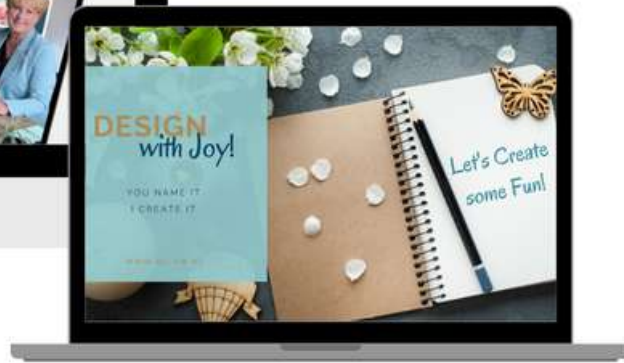 DESIGN
with Joy!
YOU NAME IT
I CREATE IT
Let's Create
some Fun!